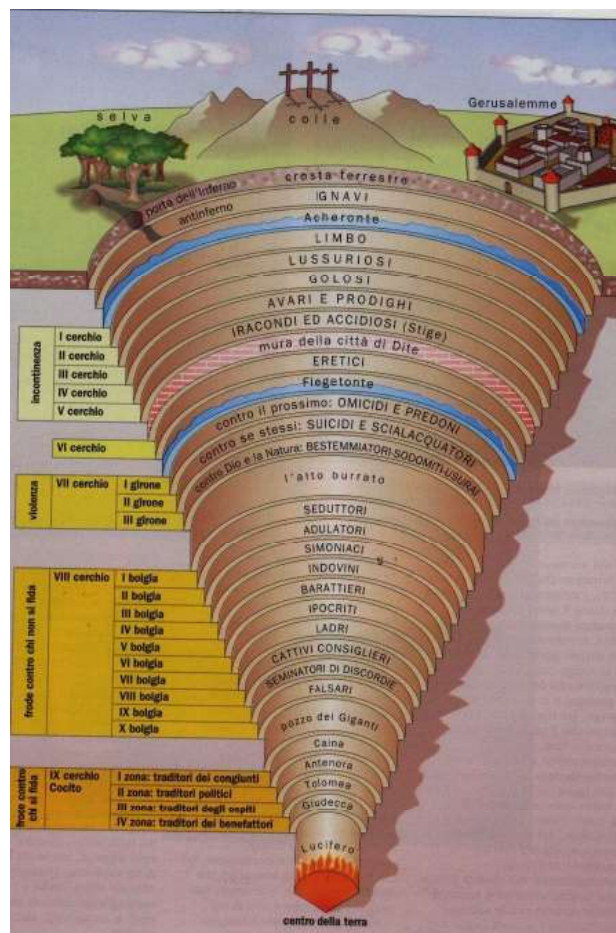 selva
colle
Gerusalemme
porta dell'Inferno
crosta terrestre
antinferno
IGNAVI
Acheronte
LIMBO
LUSSURIOSI
GOLOSI
AVARI E PRODIGHI
IRACONDI ED ACCIDIOSI (Stige)
mura della città di Dite
ERETICI
Flegetonte
contro il prossimo: OMICIDI E PREDONI
contro se stessi: SUICIDI E SCIALACQUATORI
contro Dio e la Natura: BESTEMMIATORI-SODOMITI-USURAI
l'alto burrato
SEDUTTORI
ADULATORI
SIMONIACI
INDOVINI
BARATTIERI
IPOCRITI
LADRI
CATTIVI CONSIGLIERI
SEMINATORI DI DISCORDIE
FALSARI
pozzo dei Giganti
Caina
Antenora
Tolomea
Giudecca
Lucifero
centro della terra
incontinenza
I cerchio
II cerchio
III cerchio
IV cerchio
V cerchio
VI cerchio
violenza
VII cerchio
I girone
II girone
III girone
frode contro chi non si fida
VIII cerchio
I bolgia
II bolgia
III bolgia
IV bolgia
V bolgia
VI bolgia
VII bolgia
VIII bolgia
IX bolgia
X bolgia
froce contro
chi si fida
IX cerchio
Cocito
I zona: traditori dei congiunti
II zona: traditori politici
III zona: traditori degli ospiti
IV zona: traditori dei benefattori